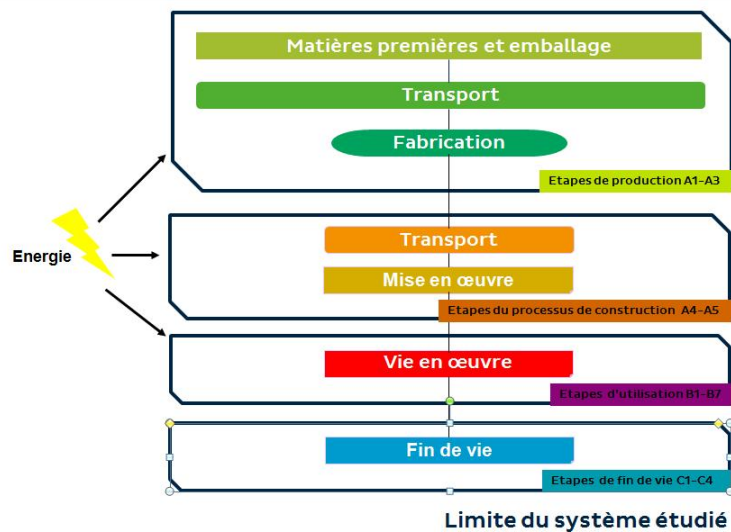 Matières premières et emballage
Transport
Fabrication
Etapes de production A1-A3
Energie
Transport
Mise en œuvre
Etapes du processus de construction A4-A5
Vie en œuvre
Etapes d'utilisation B1-B7
Fin de vie
Etapes de fin de vie C1-C4
Limite du système étudié